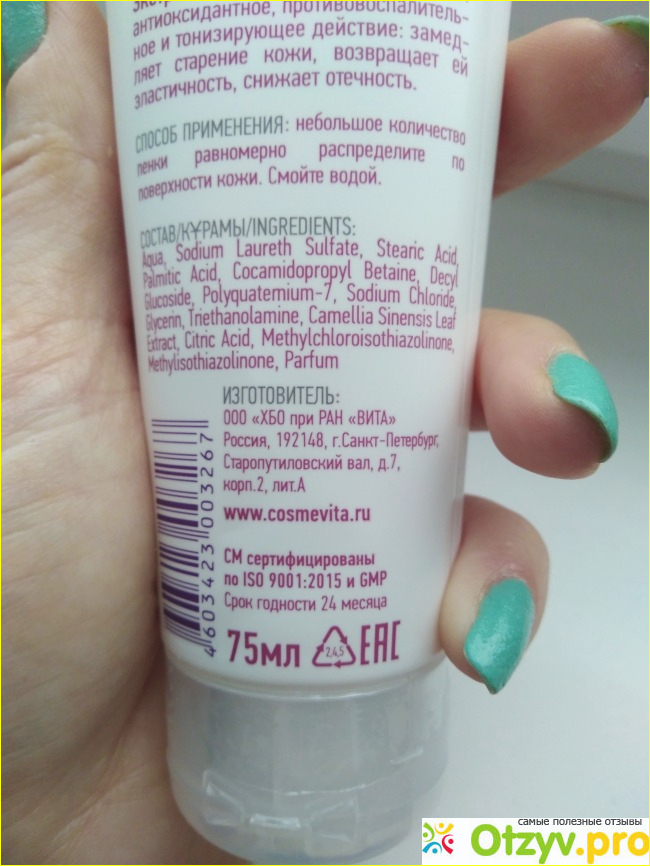 антиоксидантное, противовоспалитель-
ное и тонизирующее действие: замед-
ляет старение кожи, возвращает ей
эластичность, снижает отечность.
СПОСОБ ПРИМЕНЕНИЯ: небольшое количество
пенки равномерно распределите по
поверхности кожи. Смойте водой.
СОСТАВ/ҚҰРАМЫ/INGREDIENTS:
Aqua, Sodium Laureth Sulfate, Stearic Acid,
Palmitic Acid, Cocamidopropyl Betaine, Decyl
Glucoside, Polyquaternium-7, Sodium Chloride,
Glycerin, Triethanolamine, Camellia Sinensis Leaf
Extract, Citric Acid, Methylchloroisothiazolinone,
Methylisothiazolinone, Parfum
ИЗГОТОВИТЕЛЬ:
ООО «ХБО при РАН «ВИТА»
Россия, 192148, г.Санкт-Петербург,
Старопутиловский вал, д.7,
корп.2, лит.А
www.cosmevita.ru
СМ сертифицированы
по ISO 9001:2015 и GMP
Срок годности 24 месяца
75мл 2,4,5 EAC
4603423003267
самые полезные отзывы
Otzyv.pro